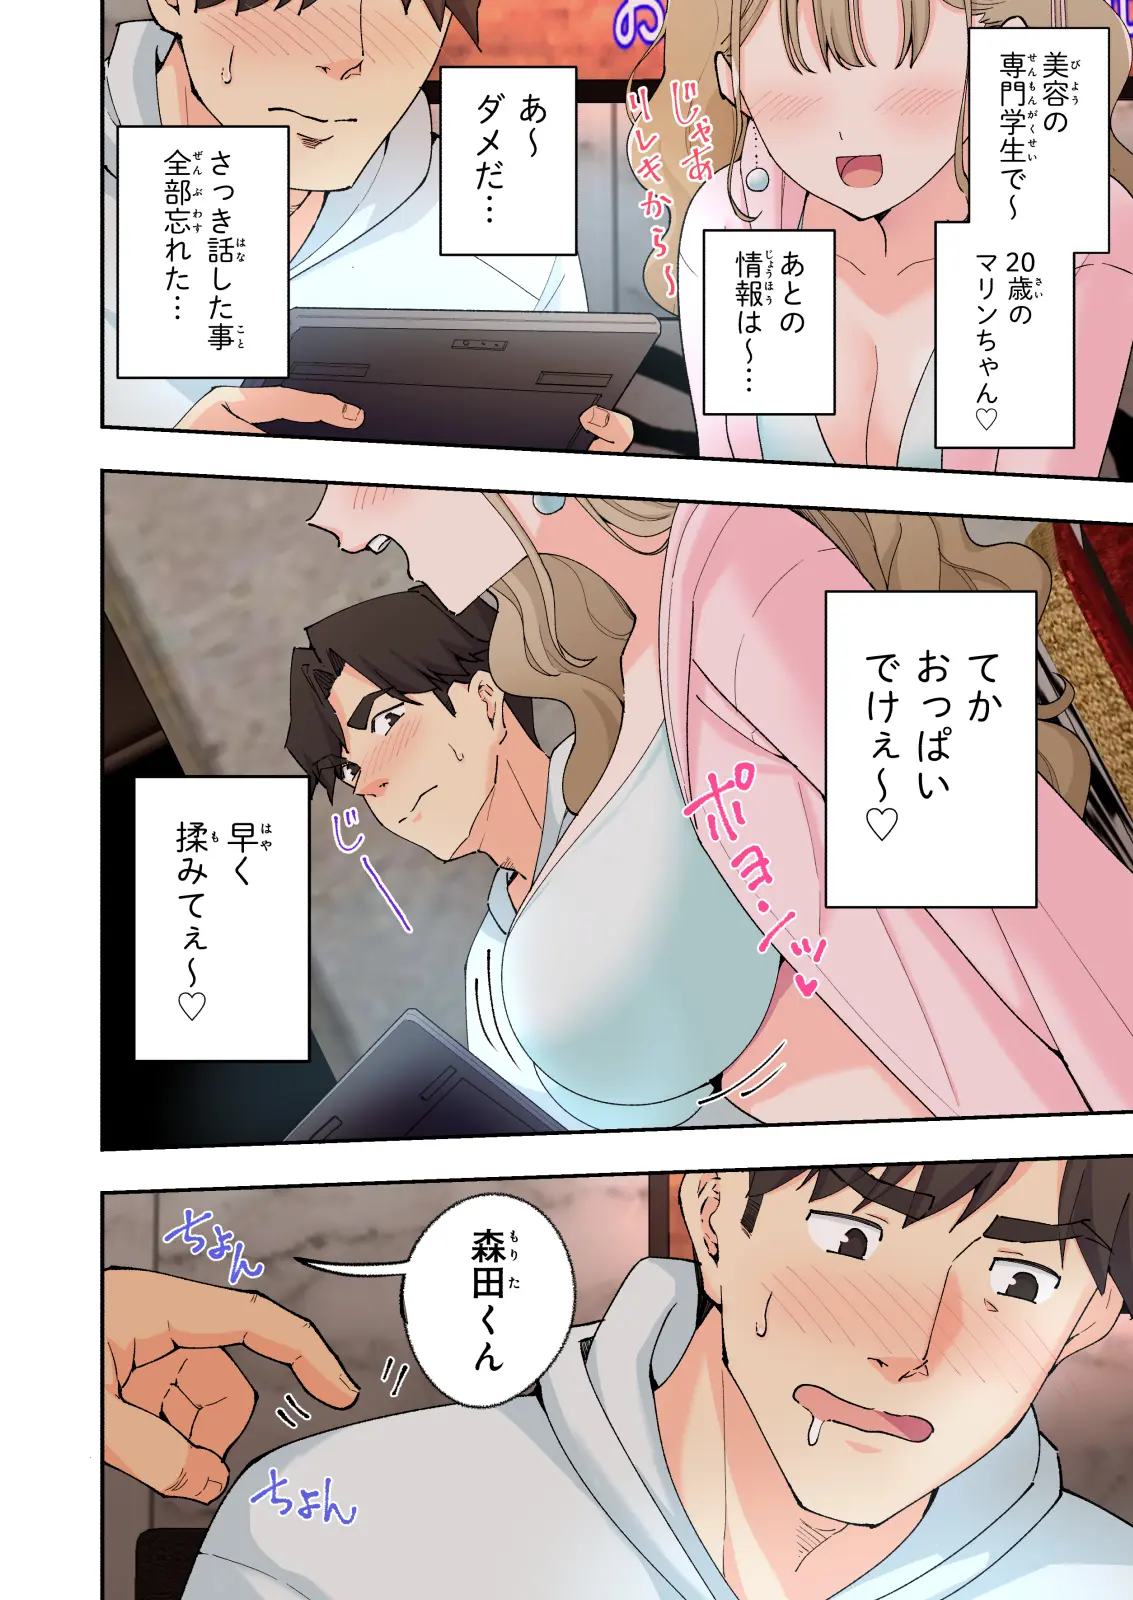 美容の
専門学生で〜
20歳の
マリンちゃん♡
あとの
情報は〜…
じゃあ
リレキから〜
あ〜
ダメだ…
さっき話した事
全部忘れた…
てか
おっぱい
でけぇ〜♡
ポヨンッ♥
じー
早く
揉みてぇ〜♡
森田くん
ちょん
ちょん